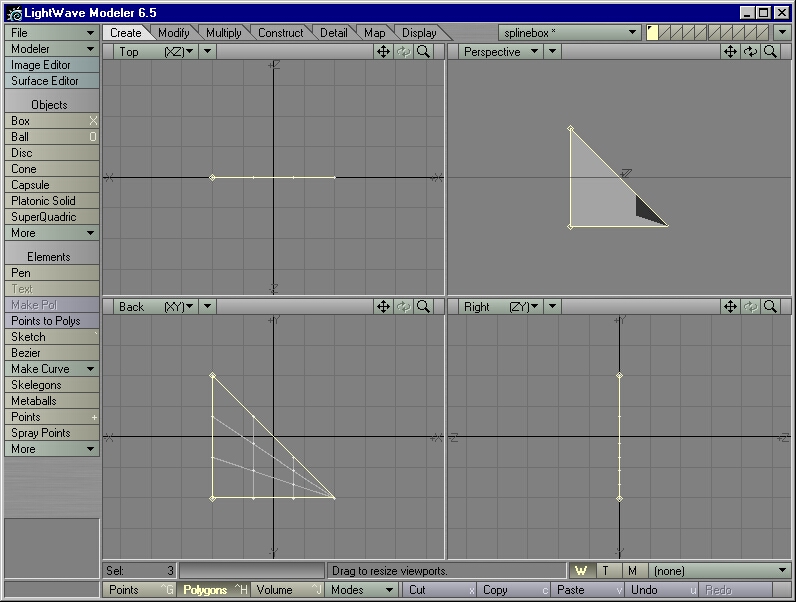 LightWave Modeler 6.5
File
Create Modify Multiply Construct Detail Map Display
splinebox *
Modeler
Top (XZ)
Perspective
Image Editor
Surface Editor
Objects
Box X
Ball O
Disc
Cone
Capsule
Platonic Solid
SuperQuadric
More
Elements
Pen
Text
Make Pol
Points to Polys
Sketch `
Bezier
Make Curve
Skelegons
Metaballs
Points +
Spray Points
More
Back (XY)
Right (ZY)
Sel: 3
Drag to resize viewports.
W T M (none)
Points ^G Polygons ^H Volume ^J Modes Cut x Copy c Paste v Undo u Redo